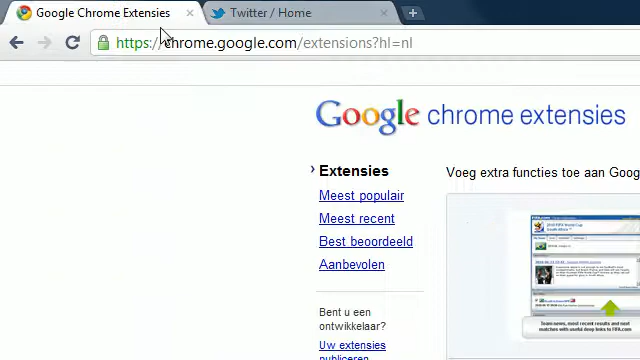 Google Chrome Extensies
Twitter / Home
https://chrome.google.com/extensions?hl=nl
Google chrome extensies
Extensies
Voeg extra functies toe aan Goog
Meest populair
Meest recent
Best beoordeeld
Aanbevolen
Bent u een
ontwikkelaar?
Uw extensies
publiceren
Team news, most recent results and next
matches with useful deep links to FIFA.com